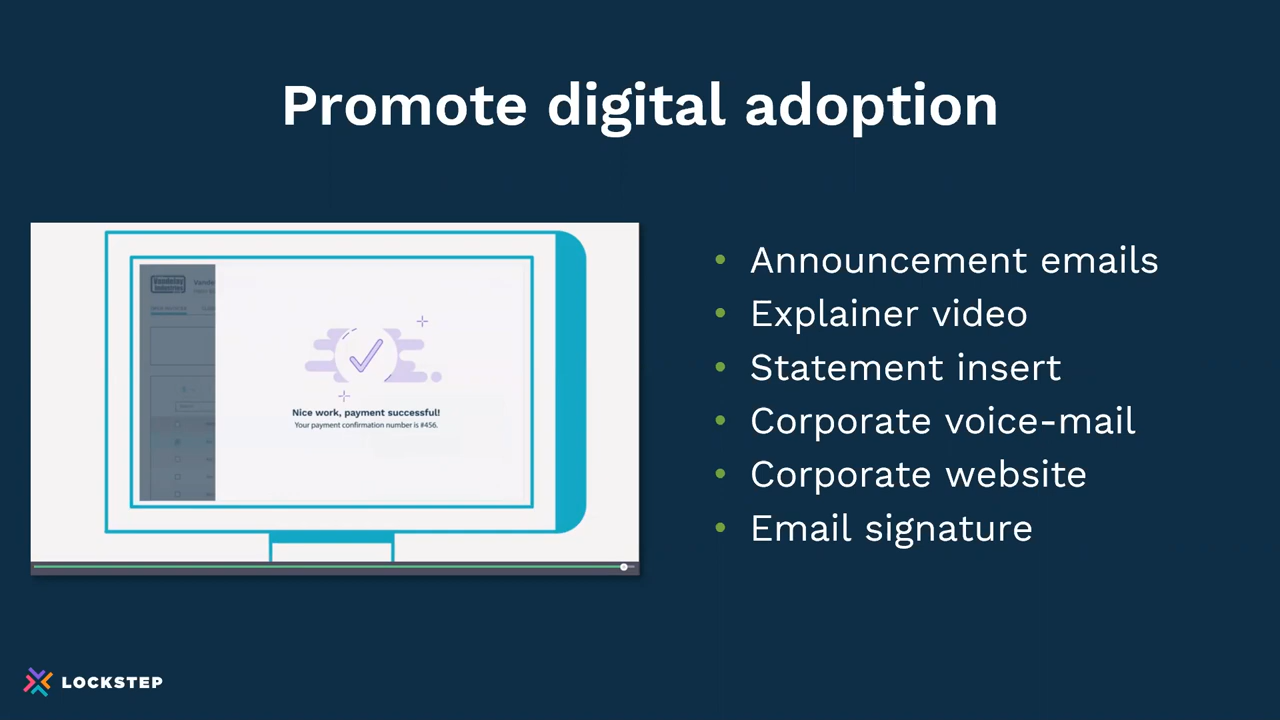 Promote digital adoption
Nice work, payment successful!
Your payment confirmation number is #456.
• Announcement emails
• Explainer video
• Statement insert
• Corporate voice-mail
• Corporate website
• Email signature
LOCKSTEP